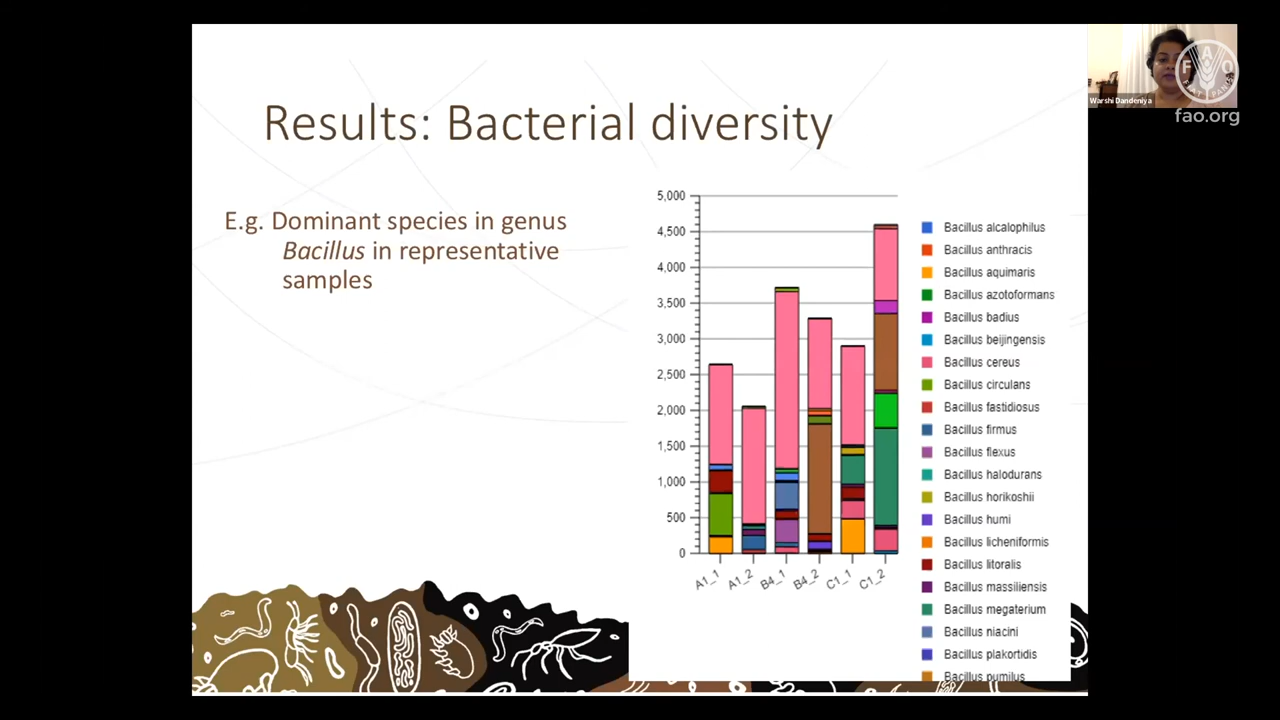 Results: Bacterial diversity
E.g. Dominant species in genus
Bacillus in representative
samples
5,000
4,500
4,000
3,500
3,000
2,500
2,000
1,500
1,000
500
0
A1_1
A1_2
B4_1
B4_2
C1_1
C1_2
Bacillus alcalophilus
Bacillus anthracis
Bacillus aquimaris
Bacillus azotoformans
Bacillus badius
Bacillus beijingensis
Bacillus cereus
Bacillus circulans
Bacillus fastidiosus
Bacillus firmus
Bacillus flexus
Bacillus halodurans
Bacillus horikoshii
Bacillus humi
Bacillus licheniformis
Bacillus litoralis
Bacillus massiliensis
Bacillus megaterium
Bacillus niacini
Bacillus plakortidis
Bacillus pumilus
Warshi Dandeniya
FAO
fao.org